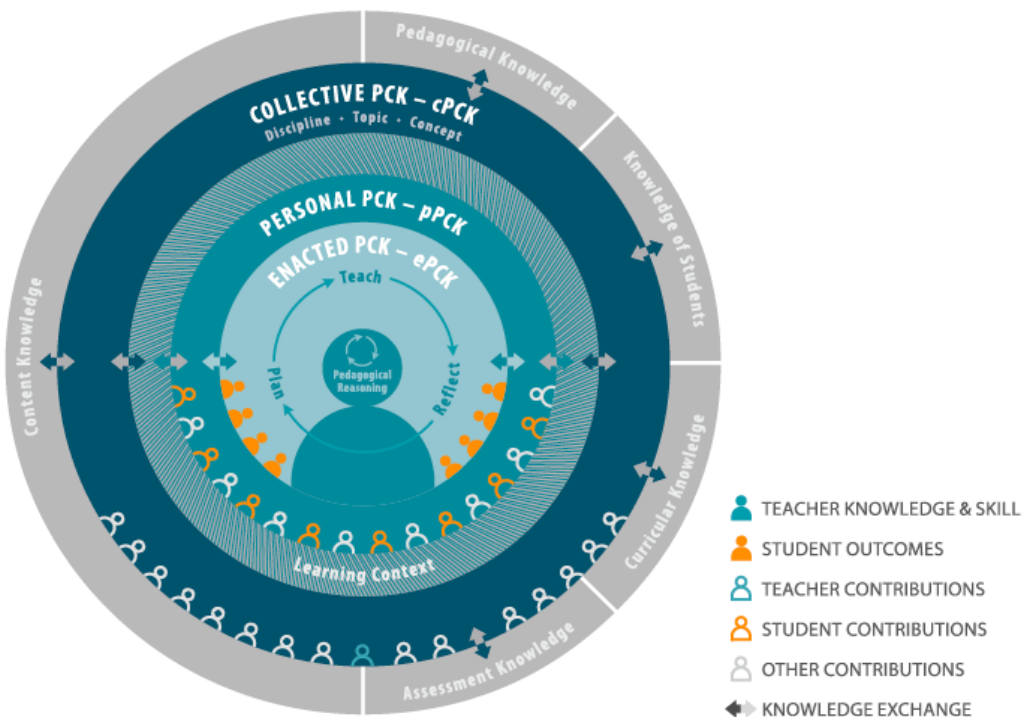 Pedagogical Knowledge
COLLECTIVE PCK – cPCK
Discipline · Topic · Concept
Knowledge of Students
PERSONAL PCK – pPCK
ENACTED PCK – ePCK
Teach
Content Knowledge
Pedagogical
Reasoning
Plan
Reflect
Curricular Knowledge
Learning Context
Assessment Knowledge
TEACHER KNOWLEDGE & SKILL
STUDENT OUTCOMES
TEACHER CONTRIBUTIONS
STUDENT CONTRIBUTIONS
OTHER CONTRIBUTIONS
KNOWLEDGE EXCHANGE